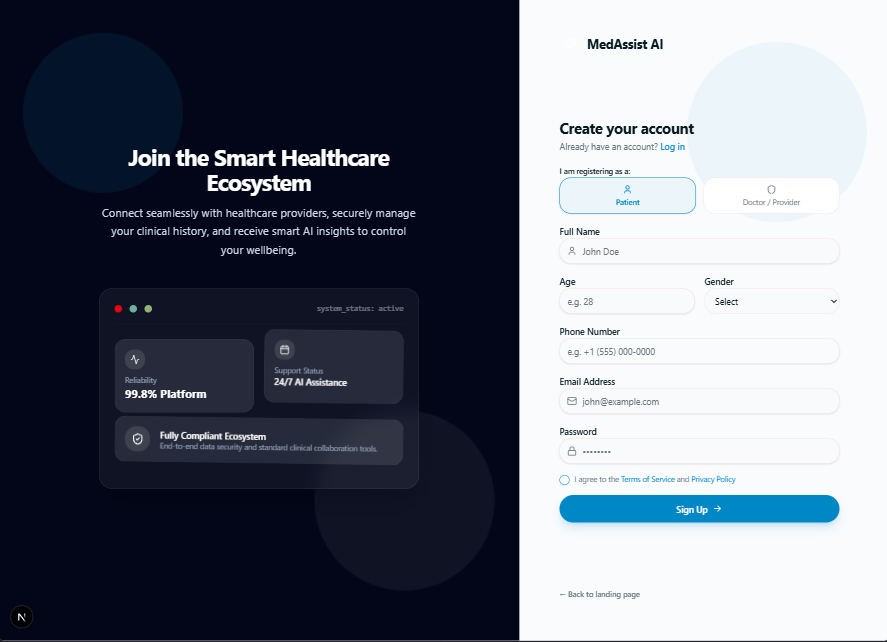 Join the Smart Healthcare
Ecosystem
Connect seamlessly with healthcare providers, securely manage
your clinical history, and receive smart AI insights to control
your wellbeing.
system_status: active
Reliability
99.8% Platform
Support Status
24/7 AI Assistance
Fully Compliant Ecosystem
End-to-end data security and standard clinical collaboration tools.
N
MedAssist AI
Create your account
Already have an account? Log in
I am registering as a:
Patient
Doctor / Provider
Full Name
John Doe
Age
Gender
e.g. 28
Select
Phone Number
e.g. +1 (555) 000-0000
Email Address
john@example.com
Password
••••••••
I agree to the Terms of Service and Privacy Policy
Sign Up →
← Back to landing page